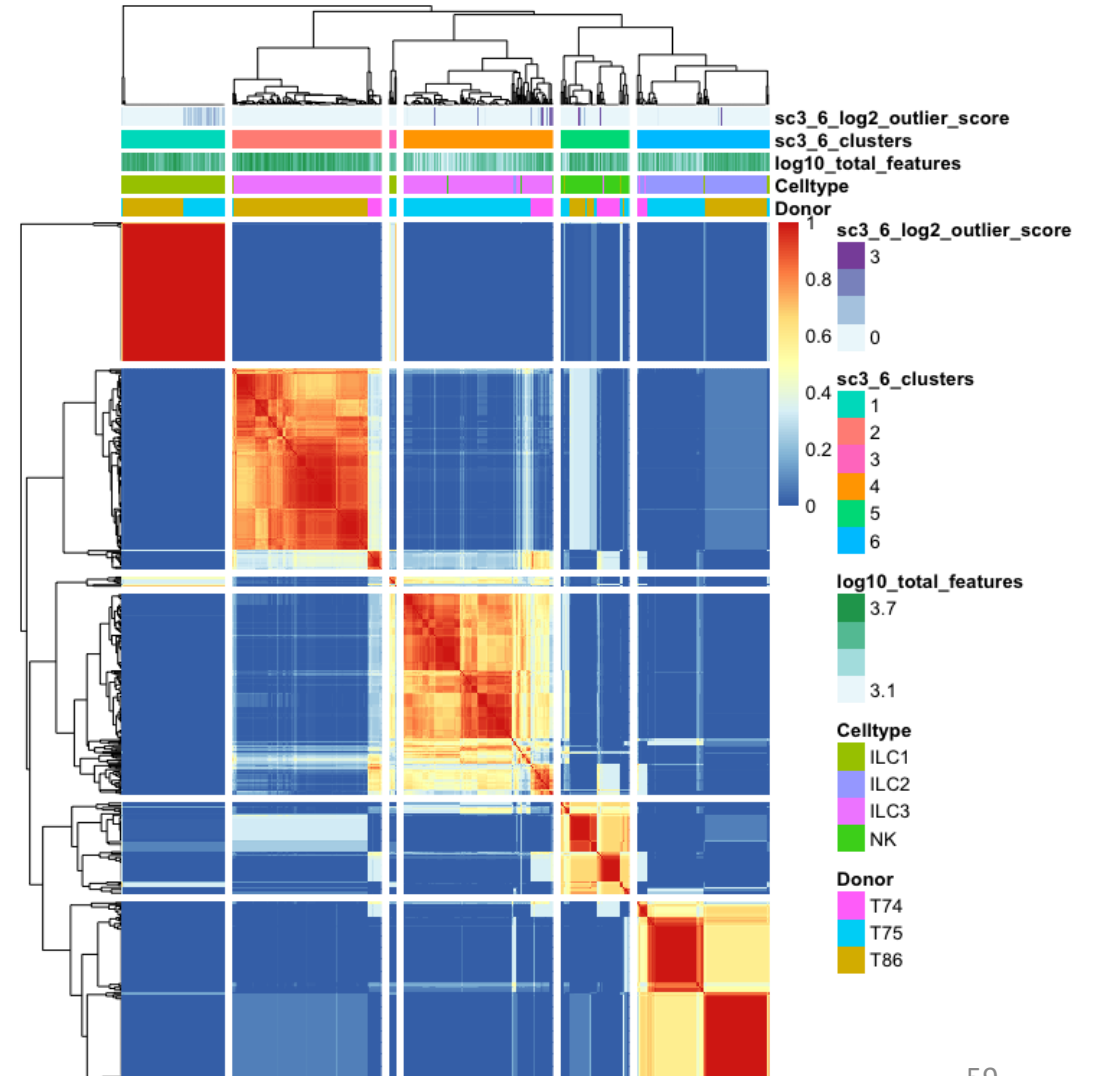 sc3_6_log2_outlier_score
sc3_6_clusters
log10_total_features
Celltype
Donor
1
0.8
0.6
0.4
0.2
0
sc3_6_log2_outlier_score
3
0
sc3_6_clusters
1
2
3
4
5
6
log10_total_features
3.7
3.1
Celltype
ILC1
ILC2
ILC3
NK
Donor
T74
T75
T86